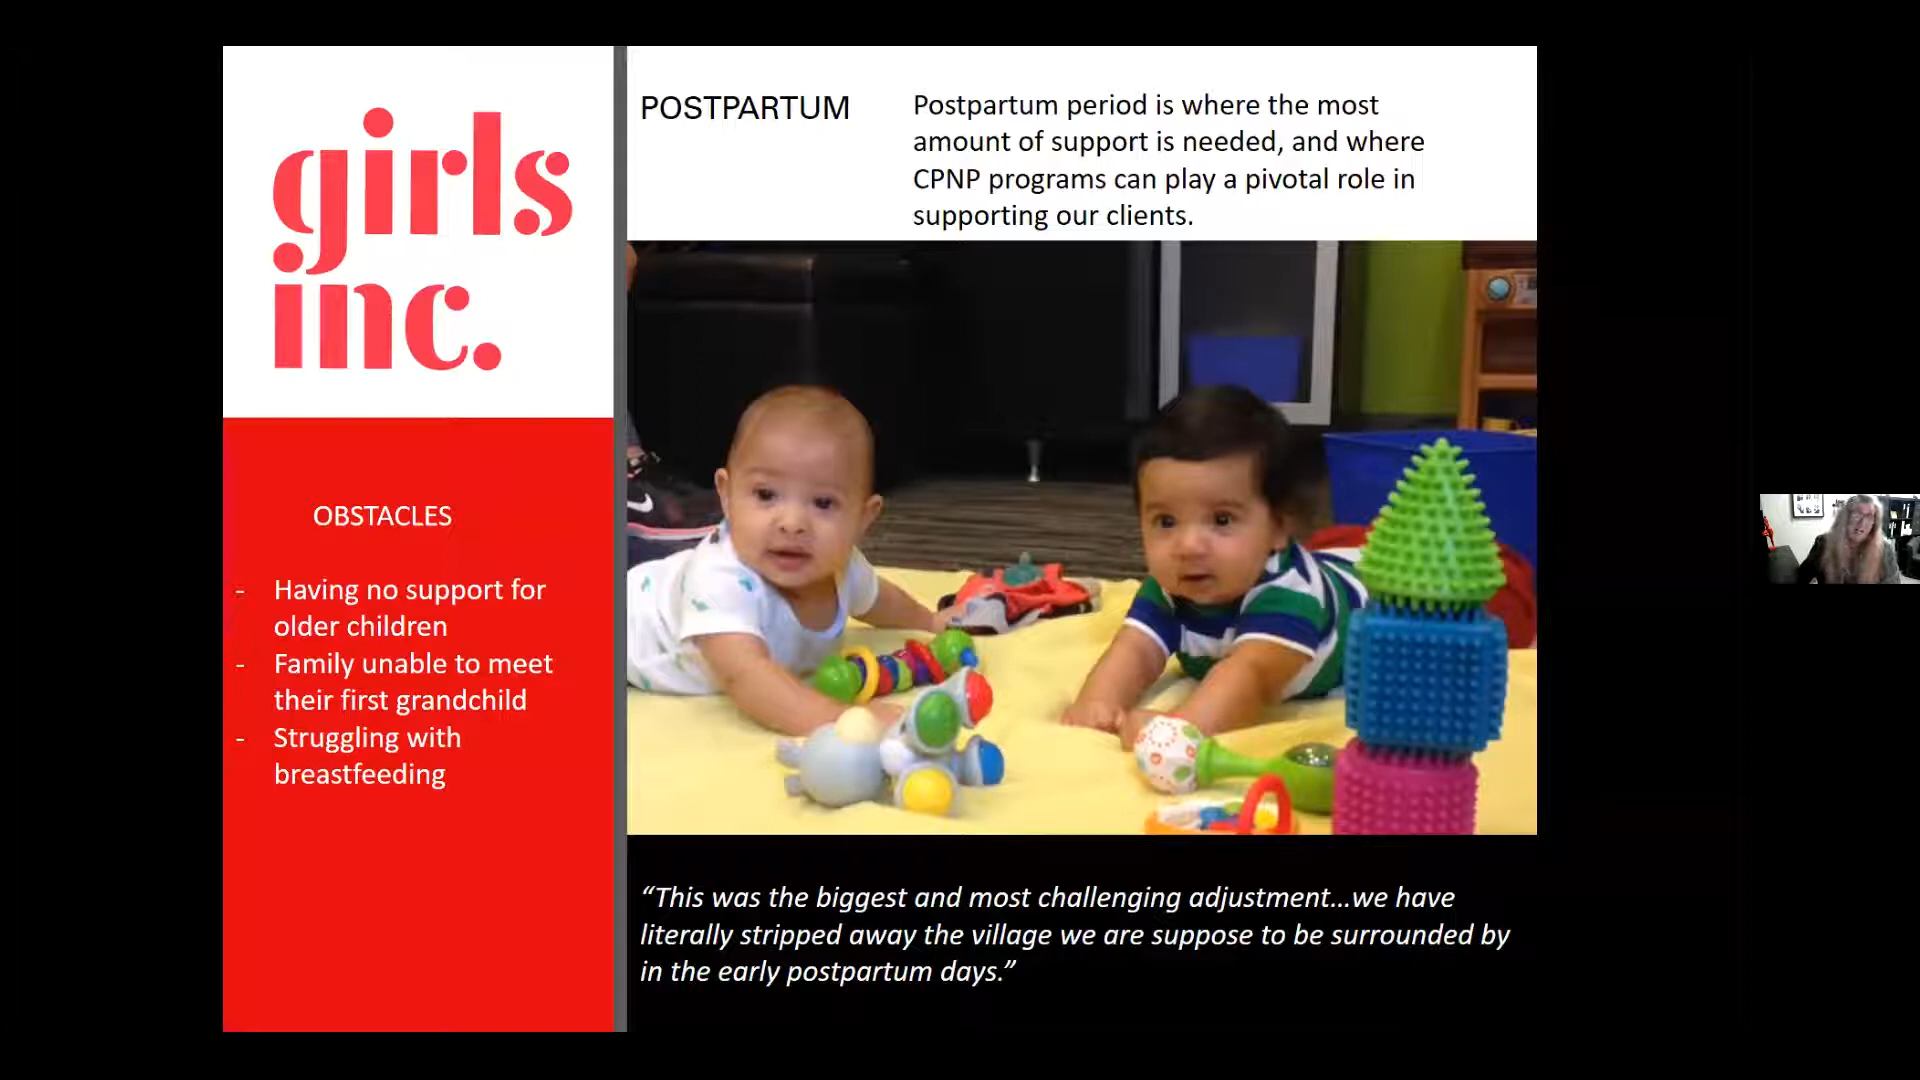 girls
inc.
OBSTACLES
- Having no support for
older children
- Family unable to meet
their first grandchild
- Struggling with
breastfeeding
POSTPARTUM
Postpartum period is where the most
amount of support is needed, and where
CPNP programs can play a pivotal role in
supporting our clients.
“This was the biggest and most challenging adjustment...we have
literally stripped away the village we are suppose to be surrounded by
in the early postpartum days.”